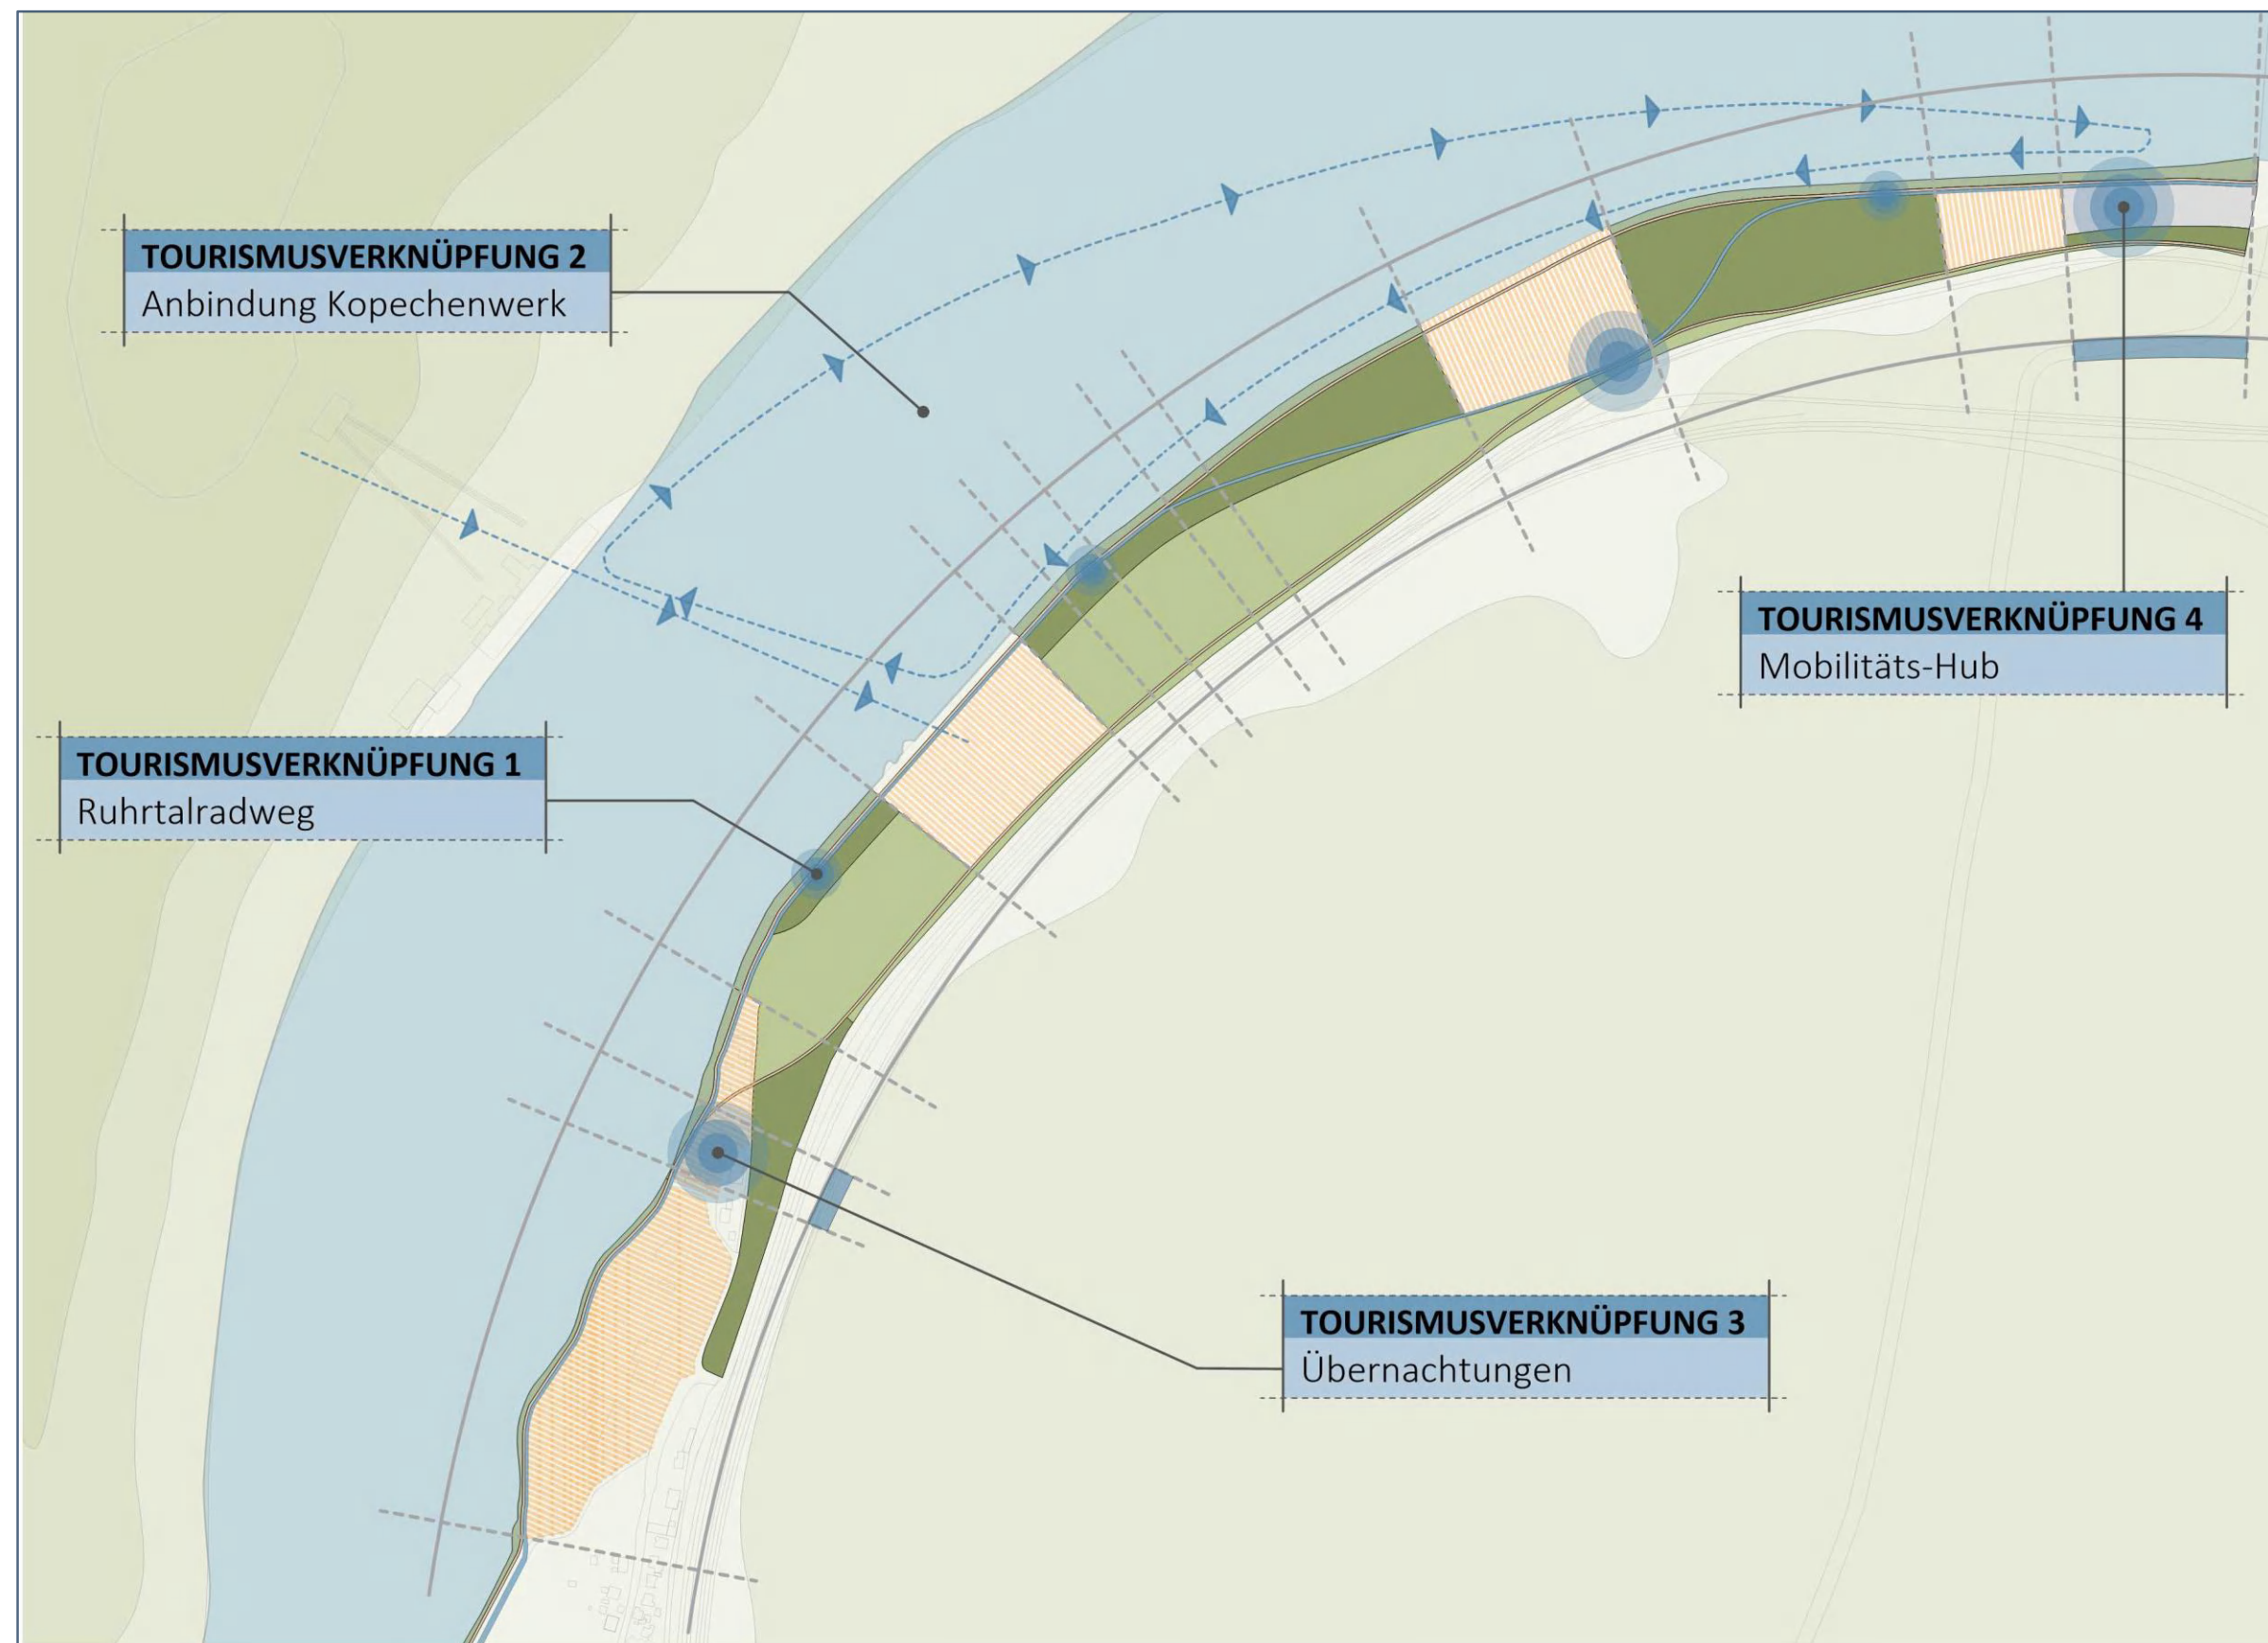 TOURISMUSVERKNÜPFUNG 2
Anbindung Kopechenwerk
TOURISMUSVERKNÜPFUNG 4
Mobilitäts-Hub
TOURISMUSVERKNÜPFUNG 1
Ruhrtalradweg
TOURISMUSVERKNÜPFUNG 3
Übernachtungen